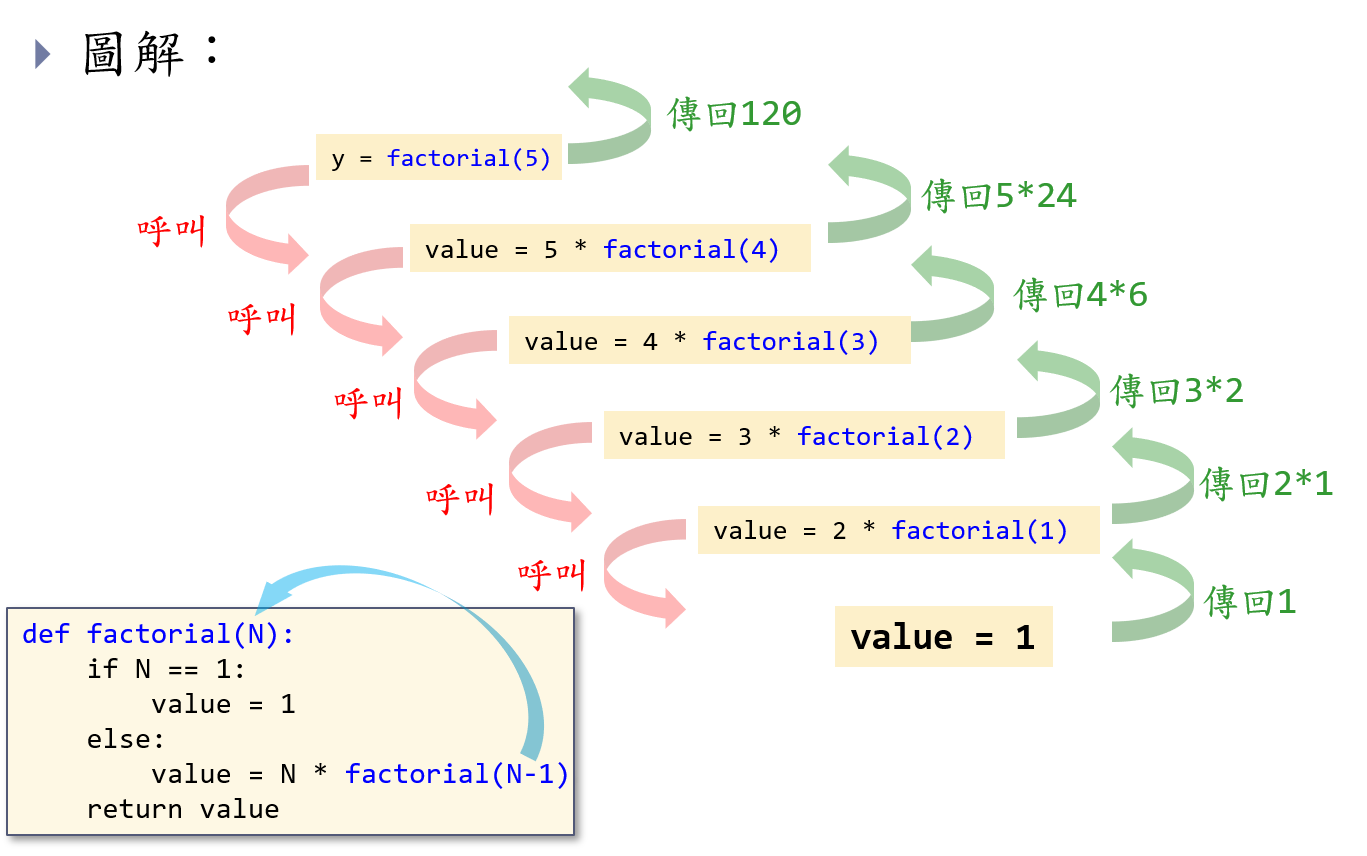 圖解：
傳回120
y = factorial(5)
傳回5*24
呼叫
value = 5 * factorial(4)
傳回4*6
呼叫
value = 4 * factorial(3)
傳回3*2
呼叫
value = 3 * factorial(2)
傳回2*1
呼叫
value = 2 * factorial(1)
呼叫
傳回1
value = 1
def factorial(N):
    if N == 1:
        value = 1
    else:
        value = N * factorial(N-1)
    return value